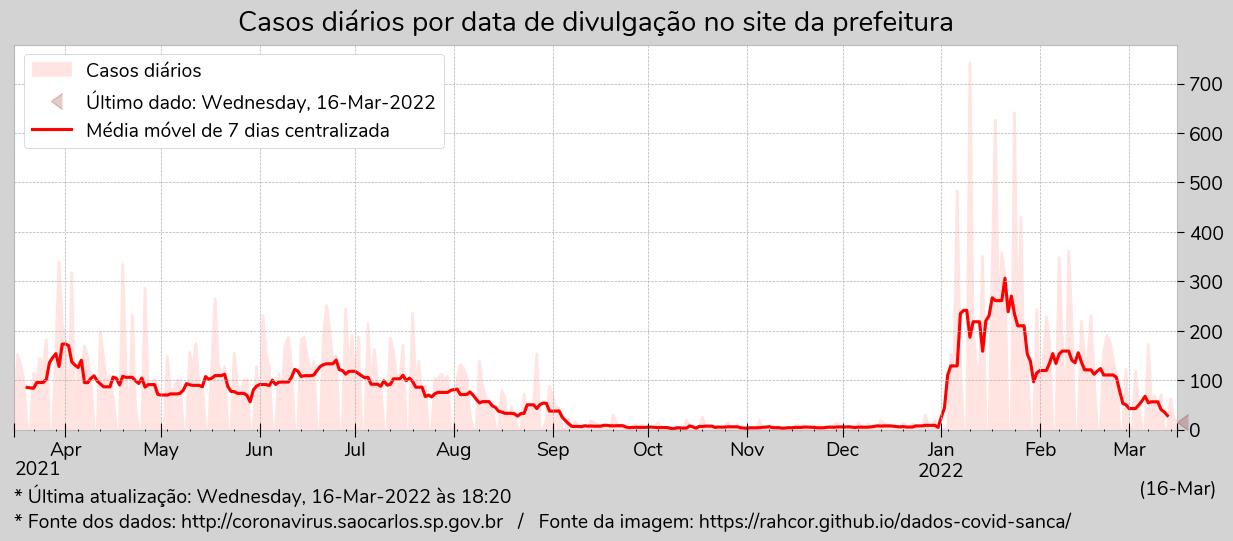 Casos diários por data de divulgação no site da prefeitura
Casos diários
Último dado: Wednesday, 16-Mar-2022
Média móvel de 7 dias centralizada
700
600
500
400
300
200
100
0
Apr May Jun Jul Aug Sep Oct Nov Dec Jan Feb Mar
2021 2022
(16-Mar)
* Última atualização: Wednesday, 16-Mar-2022 às 18:20
* Fonte dos dados: http://coronavirus.saocarlos.sp.gov.br / Fonte da imagem: https://rahcor.github.io/dados-covid-sanca/